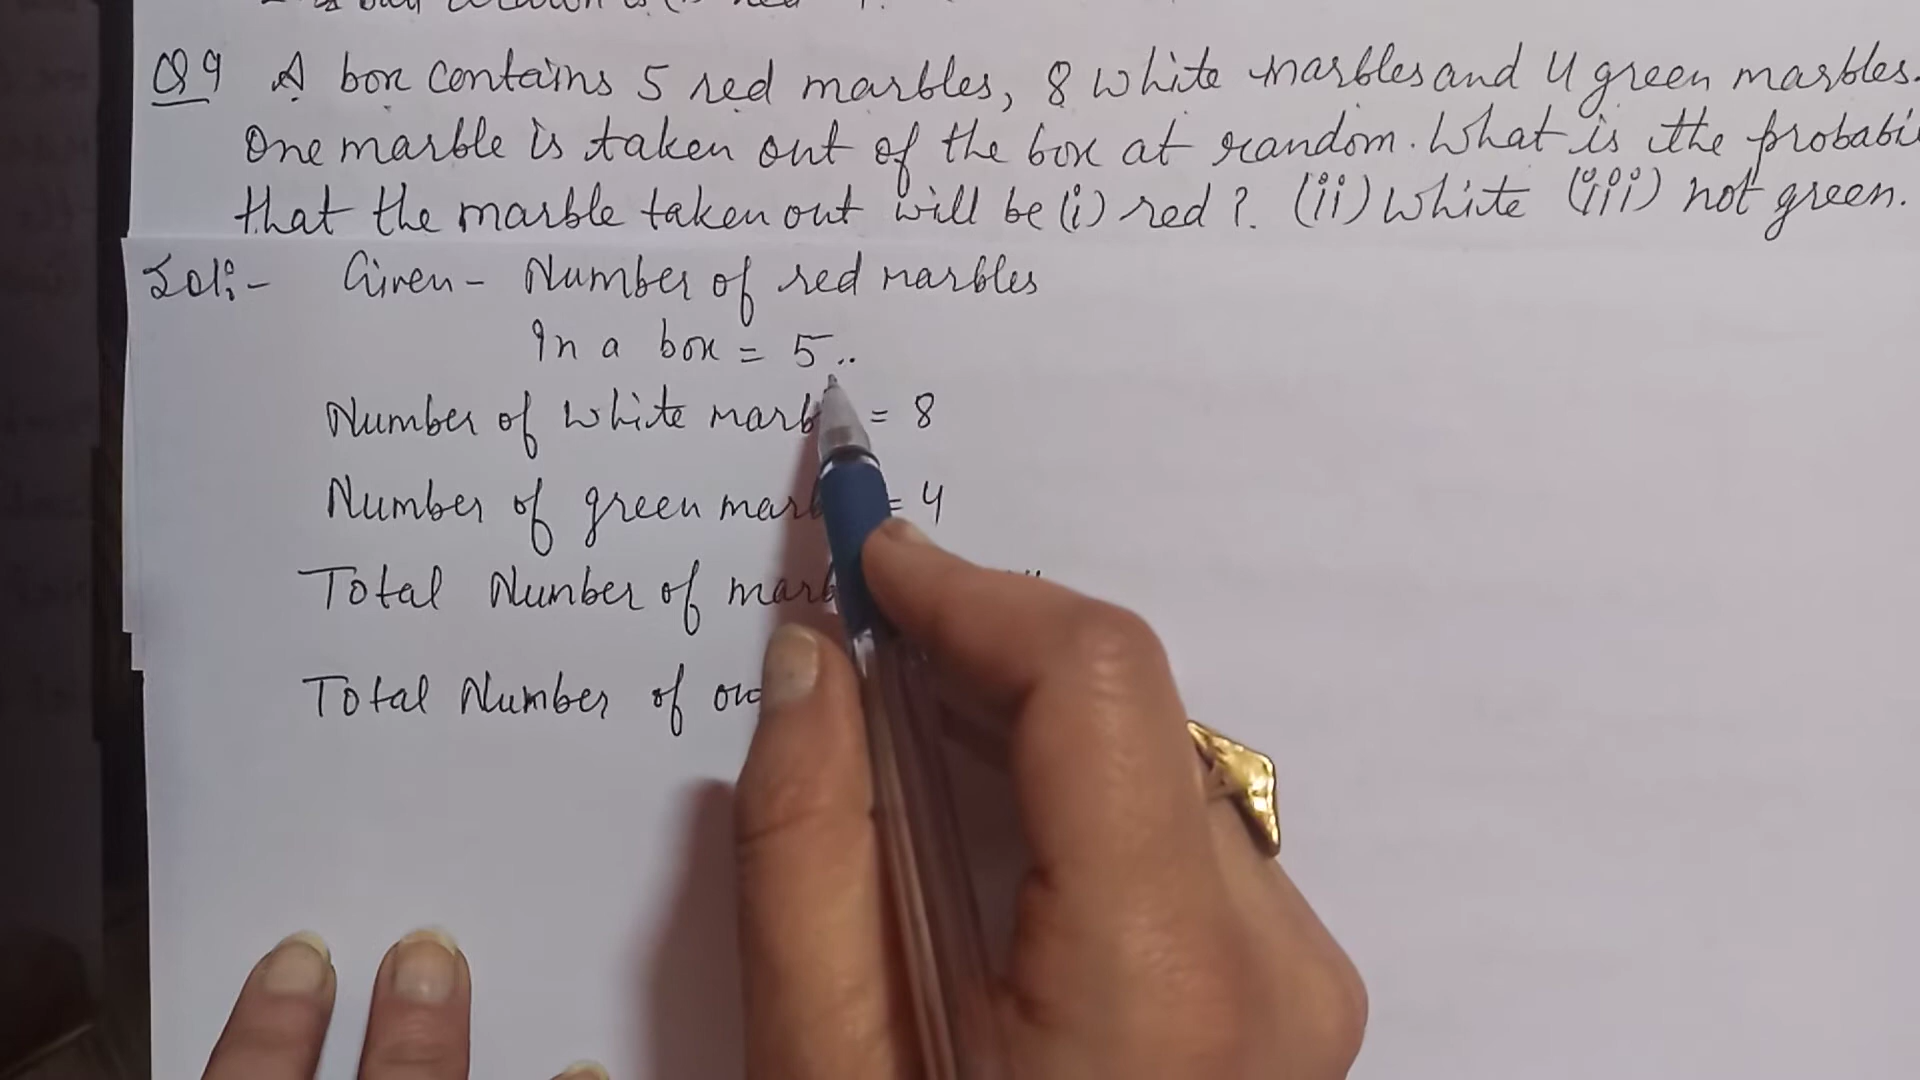 Q9 A box contains 5 red marbles, 8 white marbles and 4 green marbles.
One marble is taken out of the box at random. What is the
that the marble taken out will be (i) red ?. (ii) White (iii) not green.
Sol:- Given - Number of red marbles
In a box = 5..
Number of white = 8
Number of green = 4
Total Number of
Total Number of